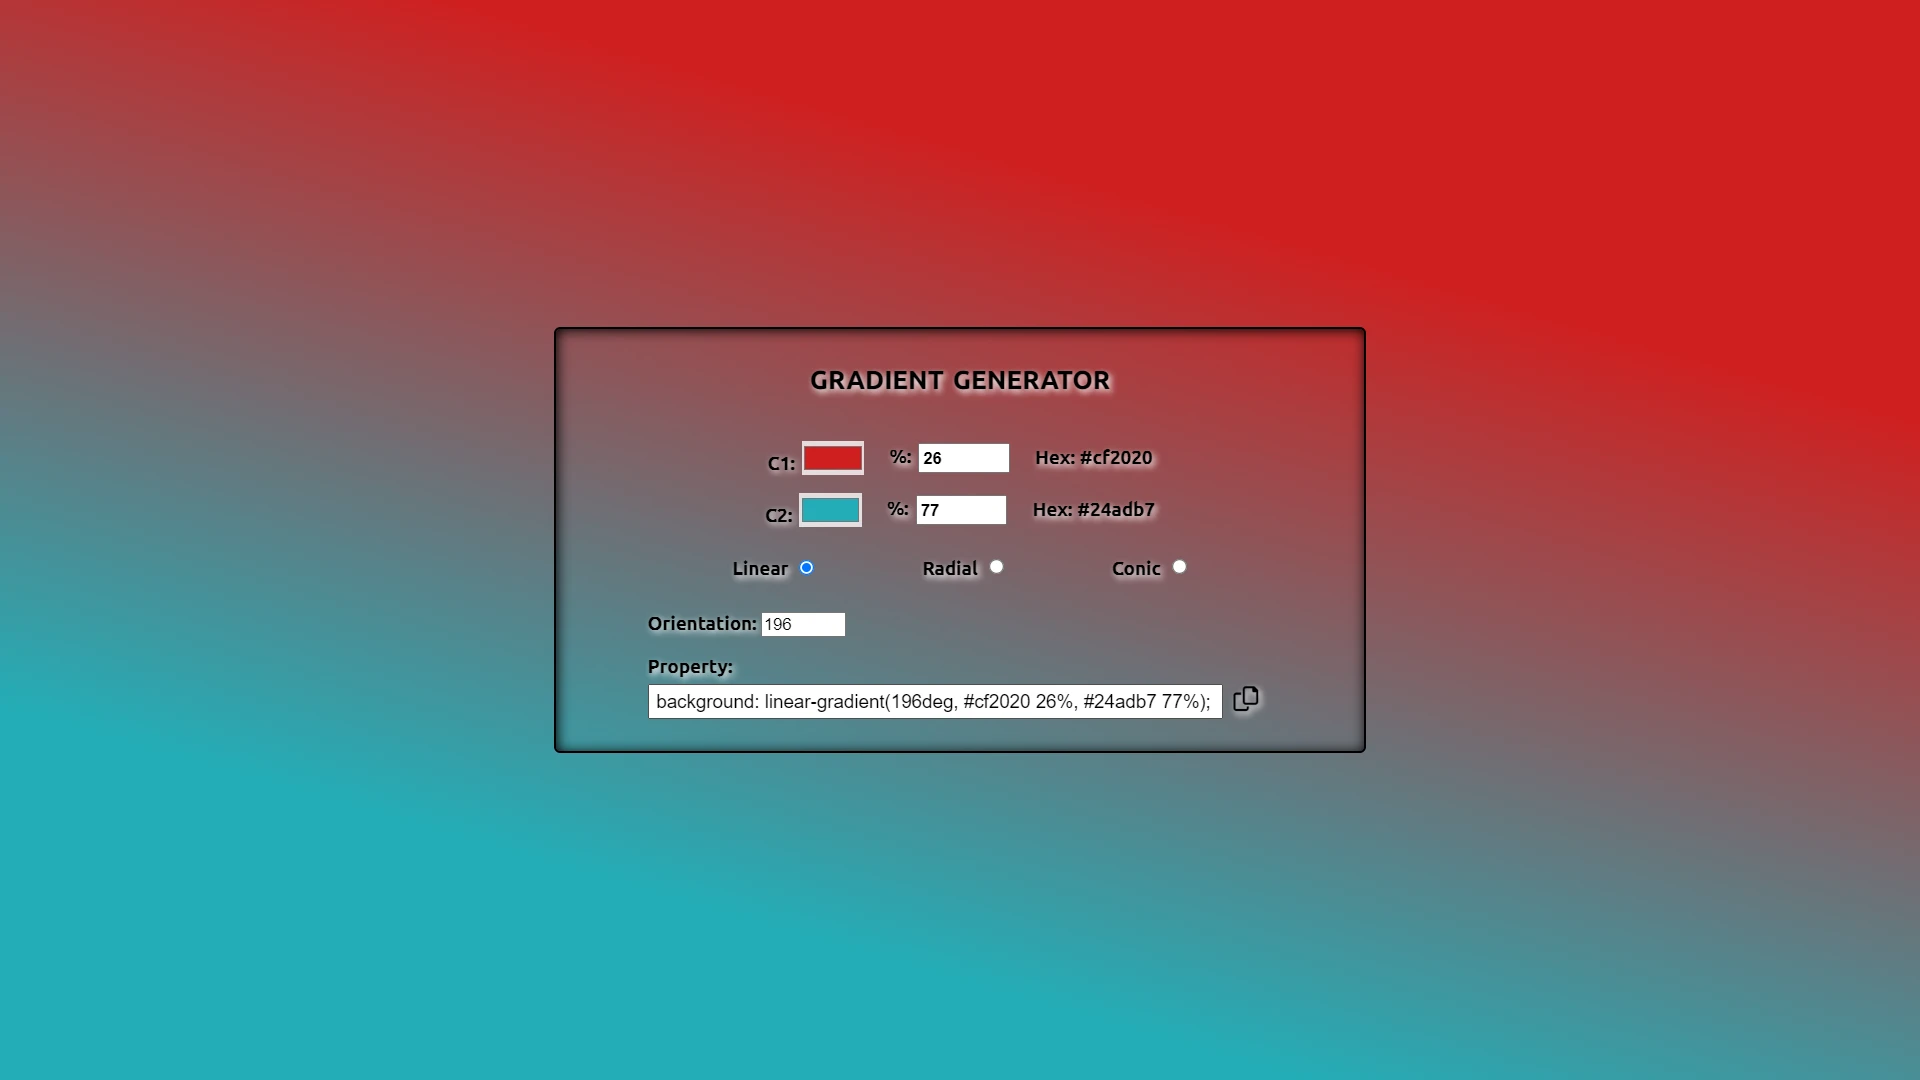 GRADIENT GENERATOR
C1: %: 26 Hex: #cf2020
C2: %: 77 Hex: #24adb7
Linear Radial Conic
Orientation: 196
Property:
background: linear-gradient(196deg, #cf2020 26%, #24adb7 77%);